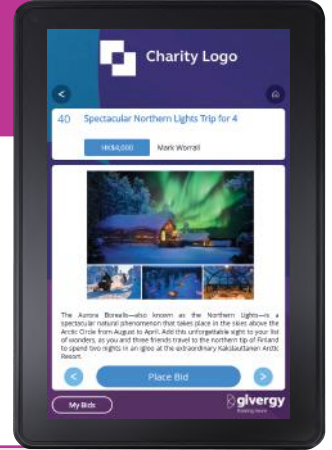 Charity Logo
<
40 Spectacular Northern Lights Trip for 4
HK$4,000 Mark Worrall
The Aurora Borealis—also known as the Northern Lights—is a
spectacular natural phenomenon that takes place in the skies above the
Arctic Circle from August to April. Add this unforgettable sight to your list
of wonders, as you and three friends travel to the northern tip of Finland
to spend two nights in an igloo at the extraordinary Kakslauttanen Arctic
Resort.
< Place Bid >
My Bids givergy